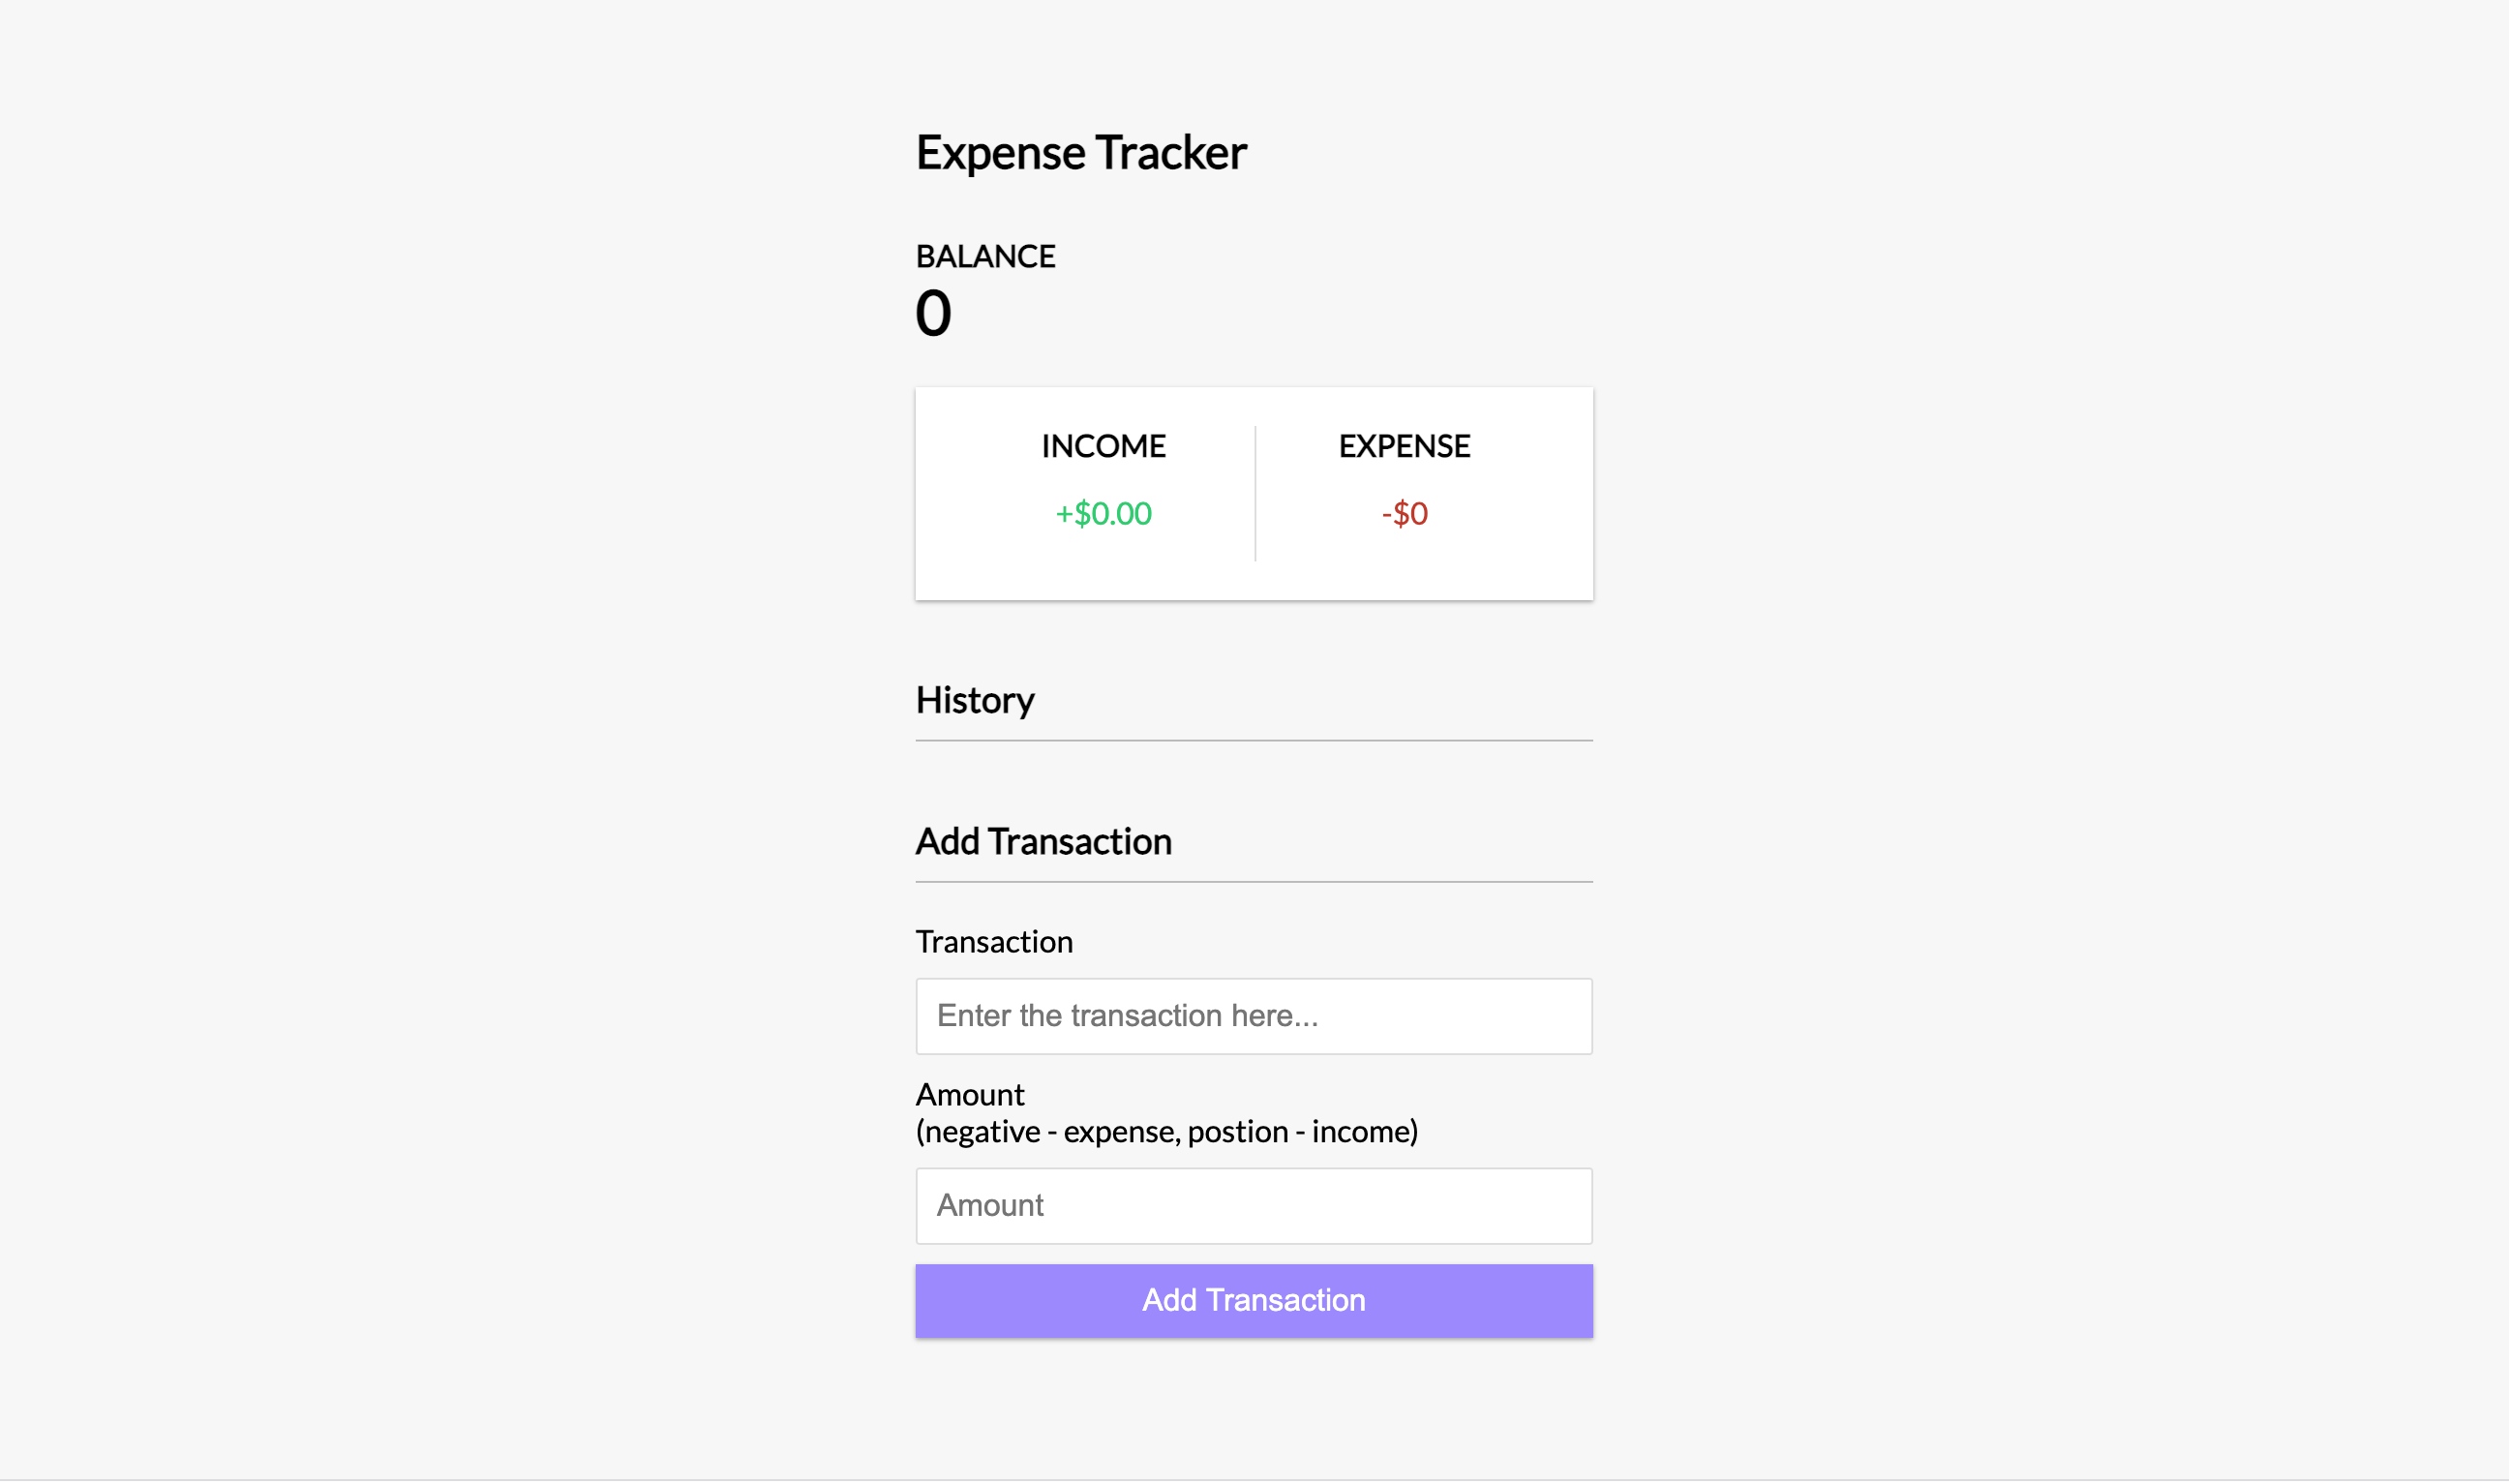 Expense Tracker
BALANCE
0
INCOME
EXPENSE
+$0.00
-$0
History
Add Transaction
Transaction
Enter the transaction here...
Amount
(negative - expense, postion - income)
Amount
Add Transaction